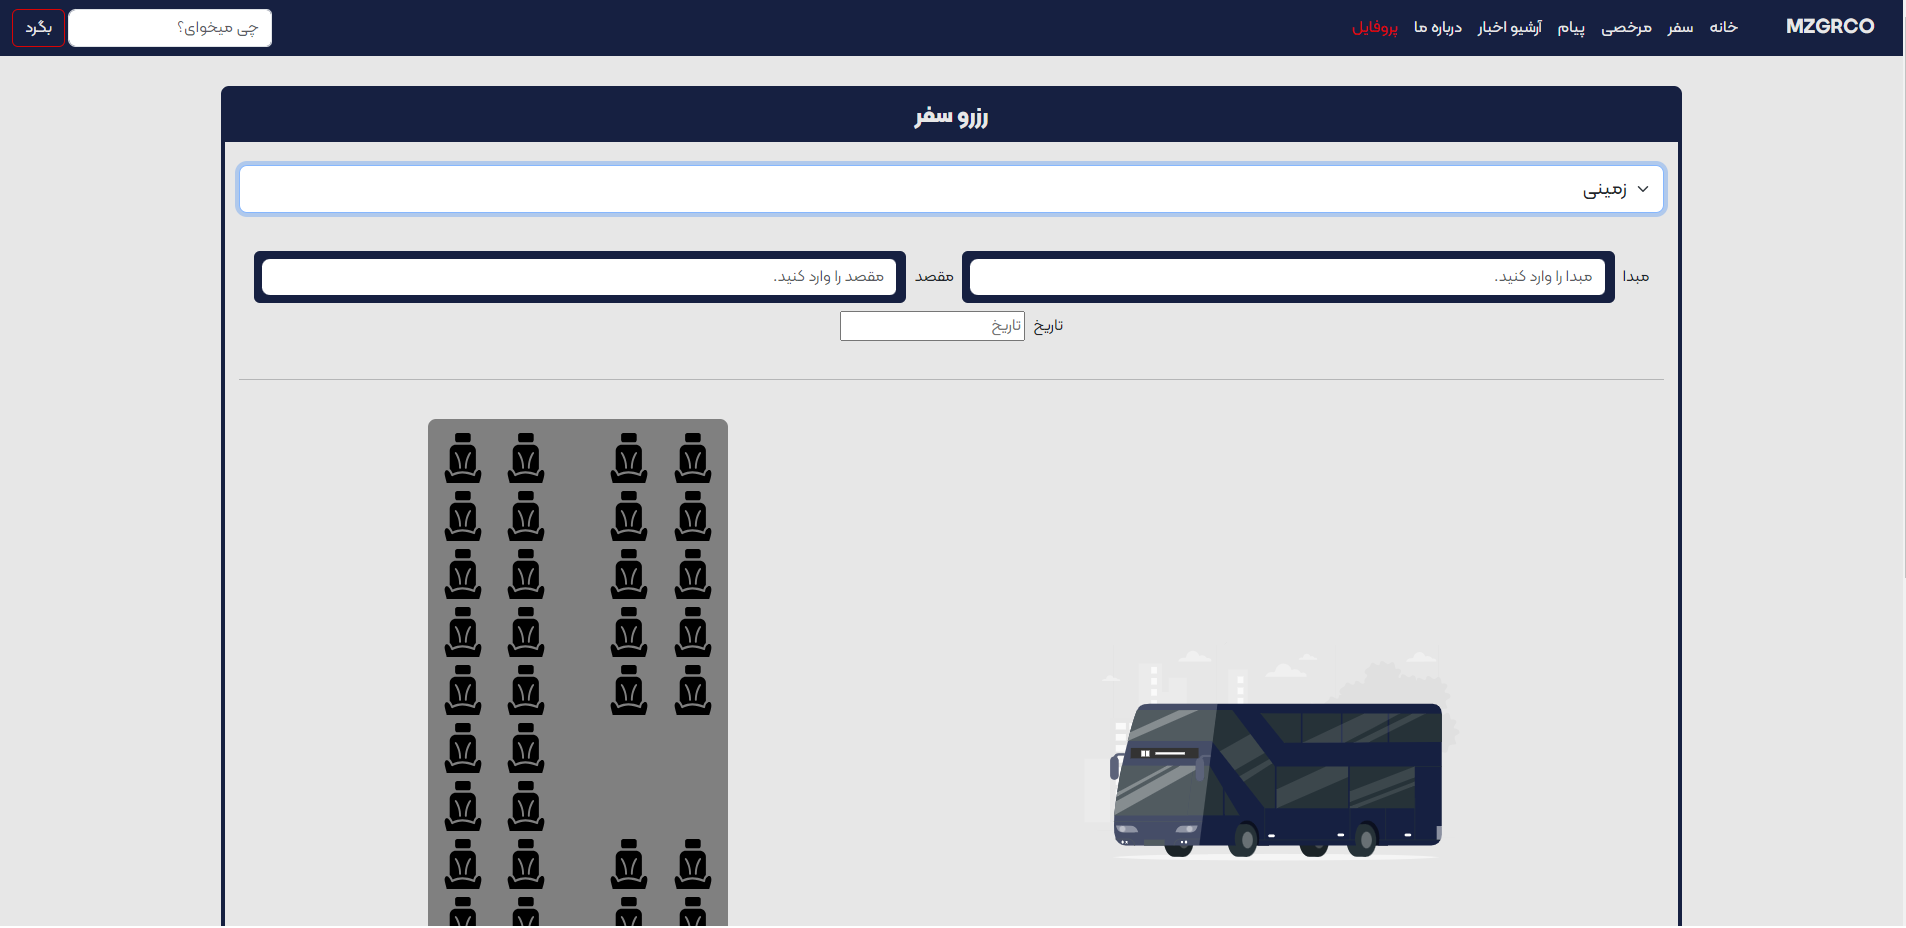 MZGRCO خانه سفر مرخصی پیام آرشیو اخبار درباره ما پروفایل چی میخوای؟ بگرد
رزرو سفر
زمینی
مبدا مبدا را وارد کنید. مقصد مقصد را وارد کنید.
تاریخ تاریخ